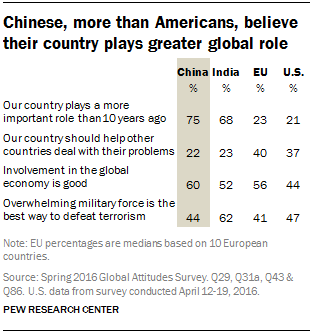 Chinese, more than Americans, believe
their country plays greater global role
China India EU U.S.
% % % %
Our country plays a more
important role than 10 years ago 75 68 23 21
Our country should help other
countries deal with their problems 22 23 40 37
Involvement in the global
economy is good 60 52 56 44
Overwhelming military force is the
best way to defeat terrorism 44 62 41 47
Note: EU percentages are medians based on 10 European
countries.
Source: Spring 2016 Global Attitudes Survey. Q29, Q31a, Q43 &
Q86. U.S. data from survey conducted April 12-19, 2016.
PEW RESEARCH CENTER